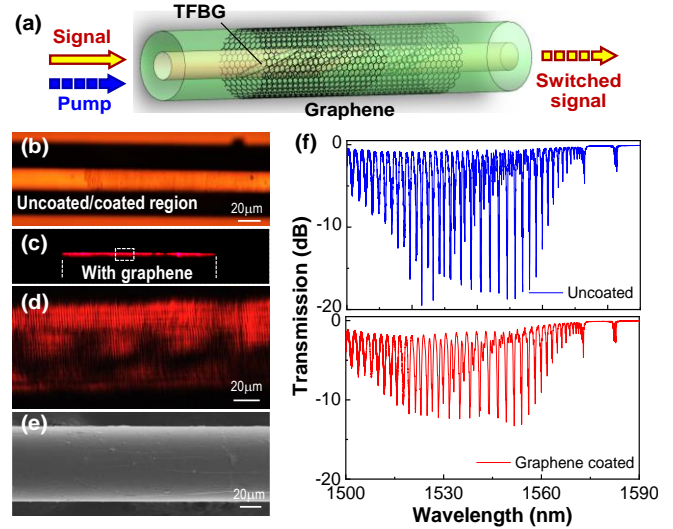 (a)
TFBG
Signal
Pump
Graphene
Switched
signal
(b)
Uncoated/coated region
20μm
(c)
With graphene
(d)
20μm
(e)
20μm
(f)
Transmission (dB)
0
-10
-20
Uncoated
0
-10
-20
Graphene coated
1500
1530
1560
1590
Wavelength (nm)